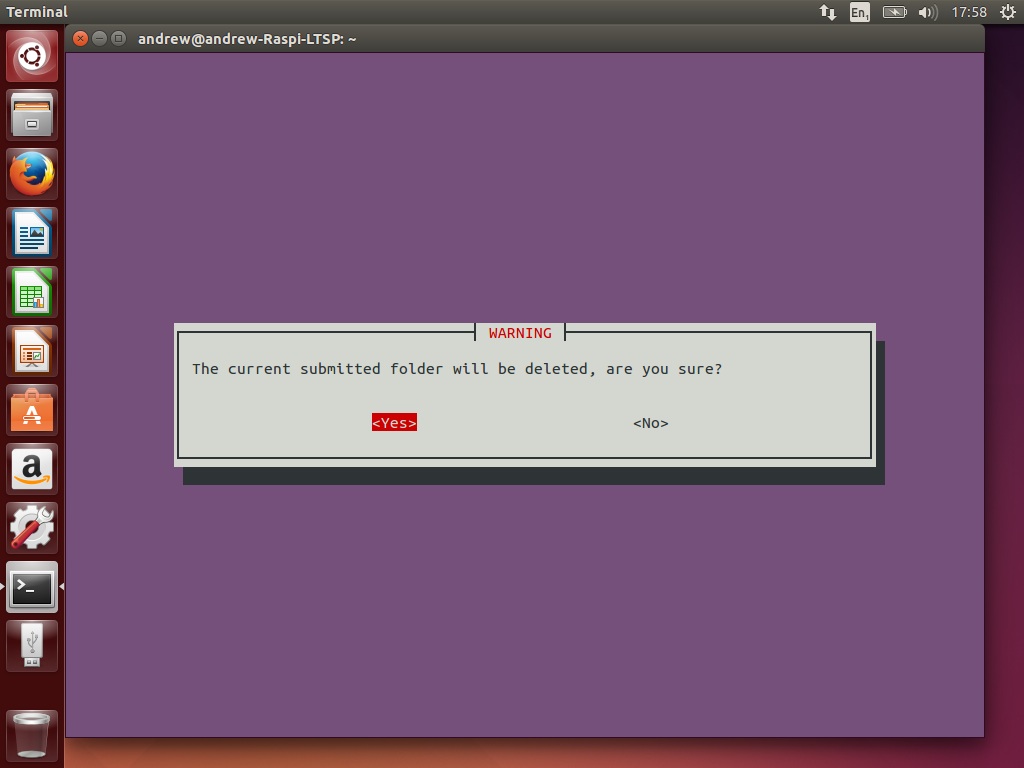 Terminal
En1
17:58
andrew@andrew-Raspi-LTSP: ~
WARNING
The current submitted folder will be deleted, are you sure?
<Yes>
<No>
a
>_